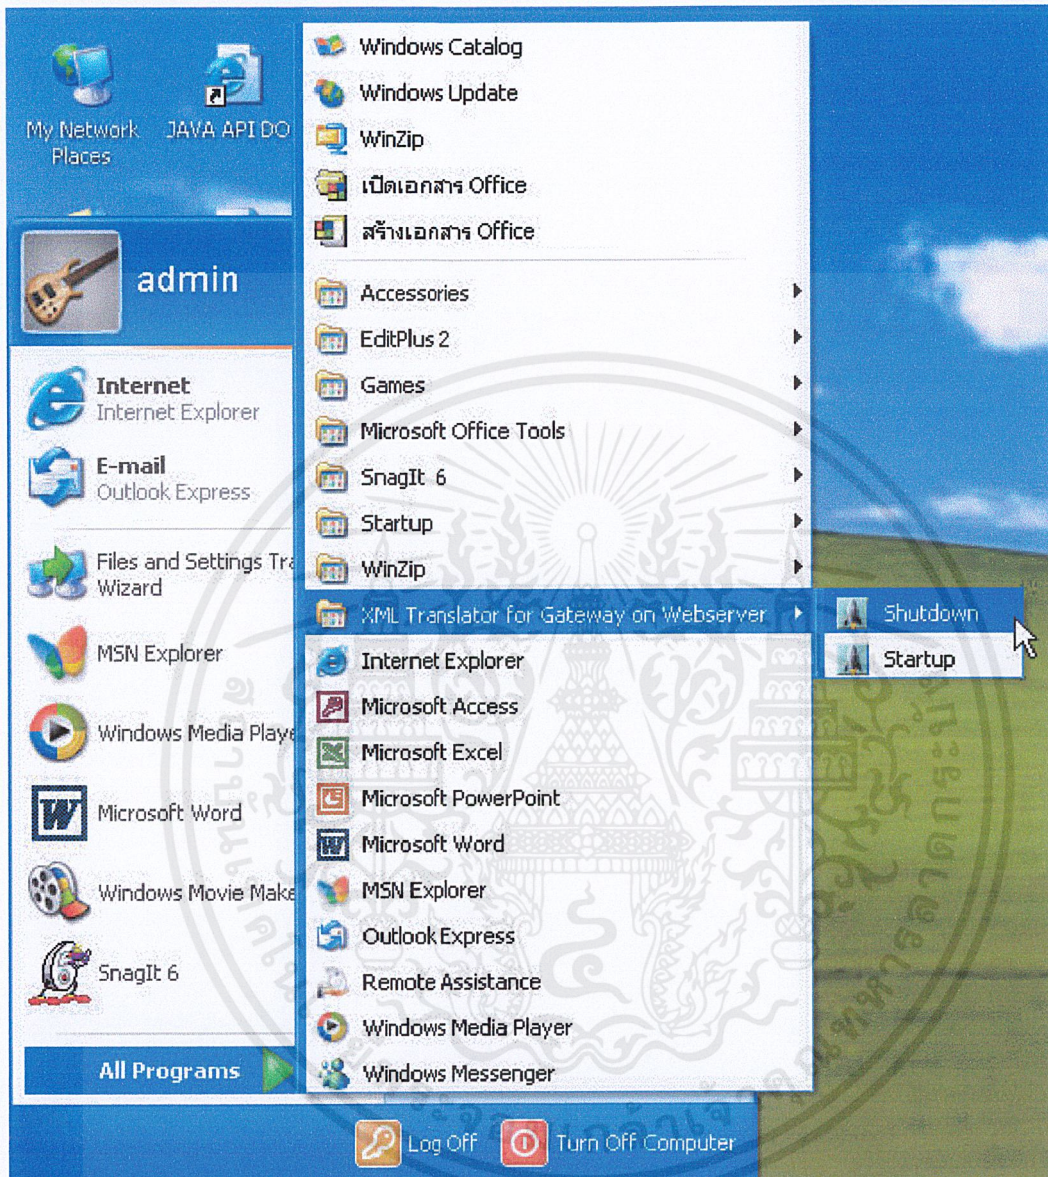 My Network
Places
JAVA API DO
admin
Internet
Internet Explorer
E-mail
Outlook Express
Files and Settings Tra
Wizard
MSN Explorer
Windows Media Playe
Microsoft Word
Windows Movie Make
SnagIt 6
All Programs
Windows Catalog
Windows Update
WinZip
เปิดเอกสาร Office
สร้างเอกสาร Office
Accessories
EditPlus 2
Games
Microsoft Office Tools
SnagIt 6
Startup
WinZip
XML Translator for Gateway on Webserver
Internet Explorer
Microsoft Access
Microsoft Excel
Microsoft PowerPoint
Microsoft Word
MSN Explorer
Outlook Express
Remote Assistance
Windows Media Player
Windows Messenger
Shutdown
Startup
Log Off
Turn Off Computer